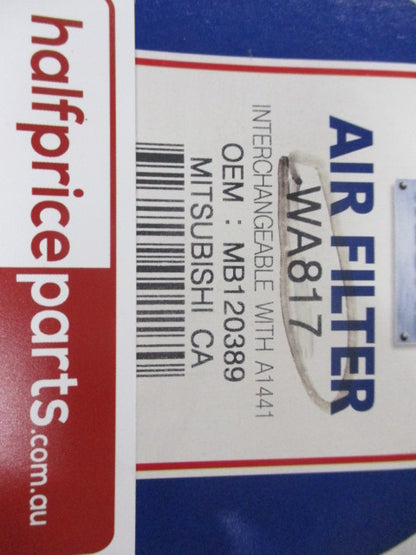 AIR FILTER
WA817
INTERCHANGEABLE WITH A1441
OEM : MB120389
MITSUBISHI CA
halfpriceparts.com.au